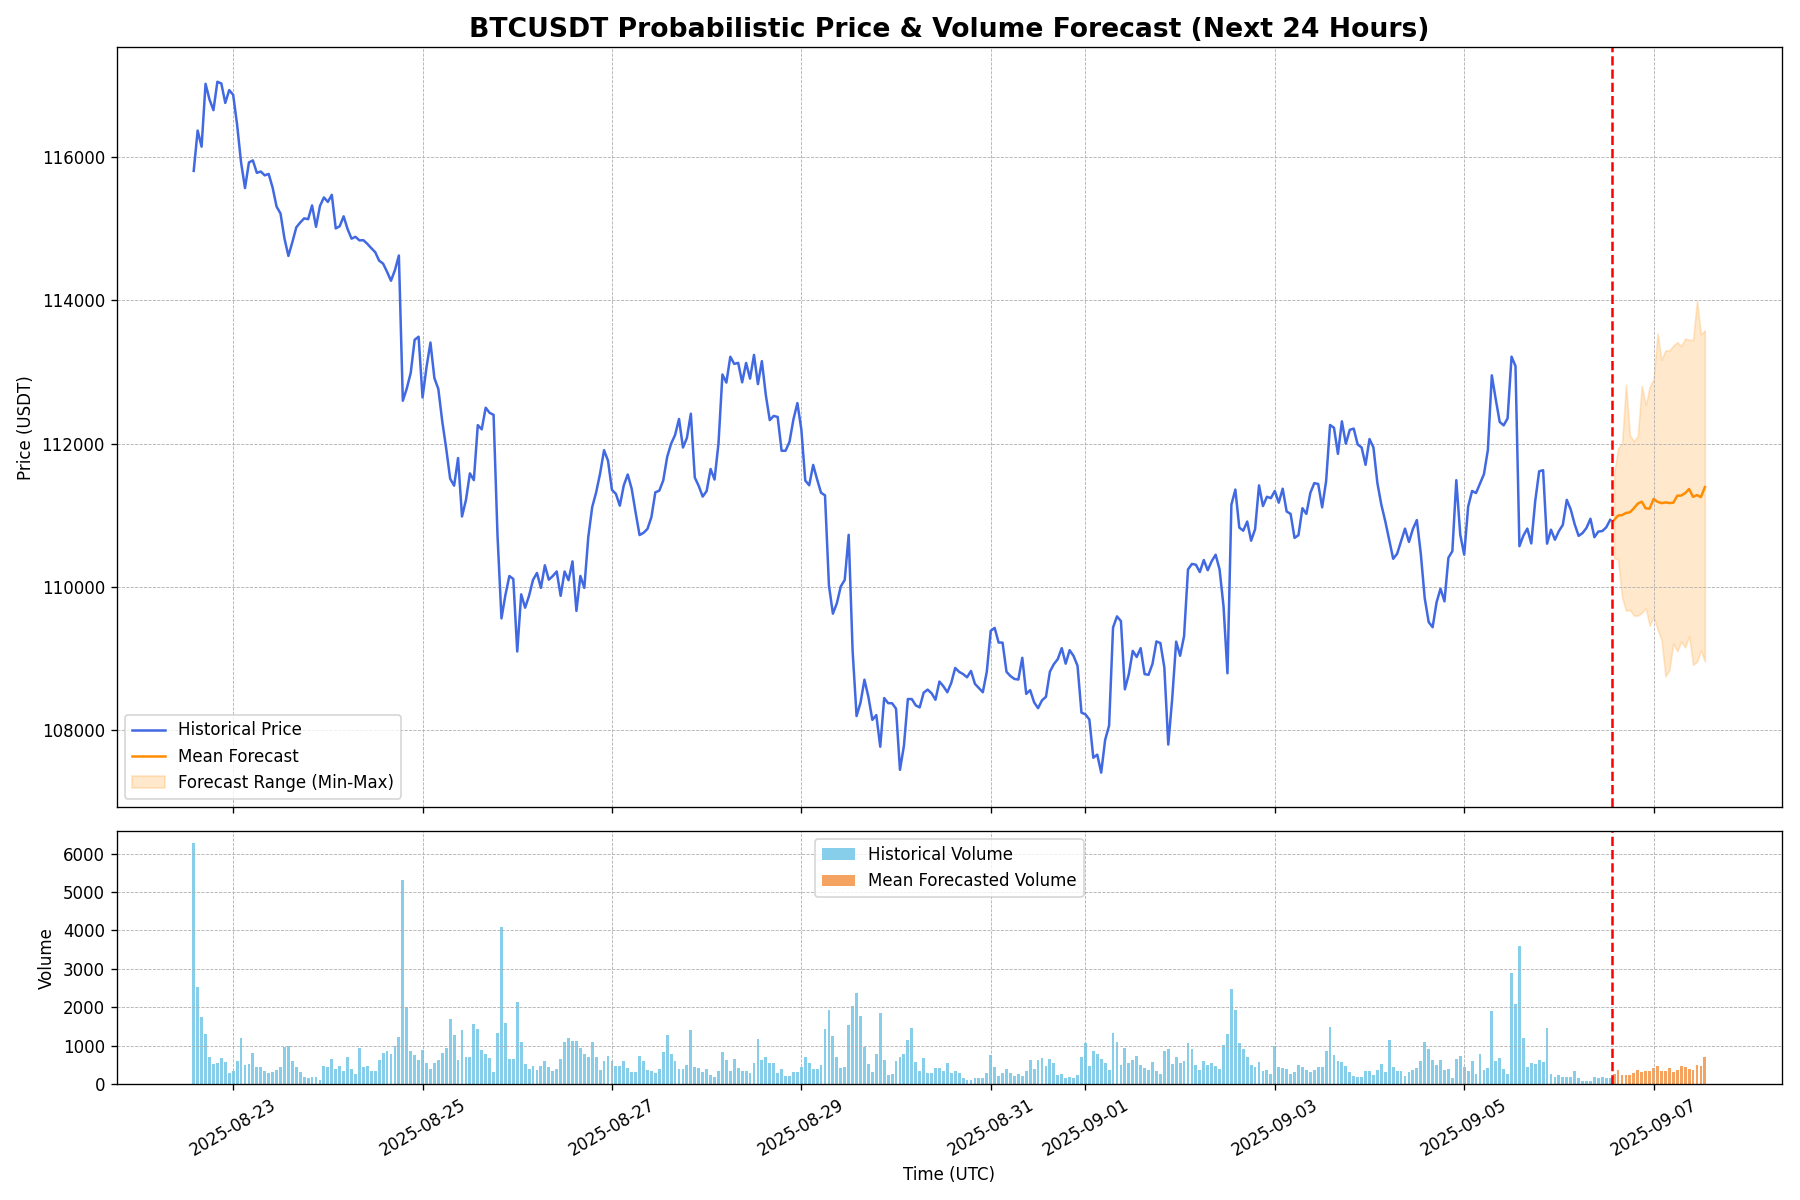 BTCUSDT Probabilistic Price & Volume Forecast (Next 24 Hours)
Price (USDT)
116000
114000
112000
110000
108000
Historical Price
Mean Forecast
Forecast Range (Min-Max)
Volume
6000
5000
4000
3000
2000
1000
0
Historical Volume
Mean Forecasted Volume
2025-08-23
2025-08-25
2025-08-27
2025-08-29
2025-08-31
2025-09-01
2025-09-03
2025-09-05
2025-09-07
Time (UTC)